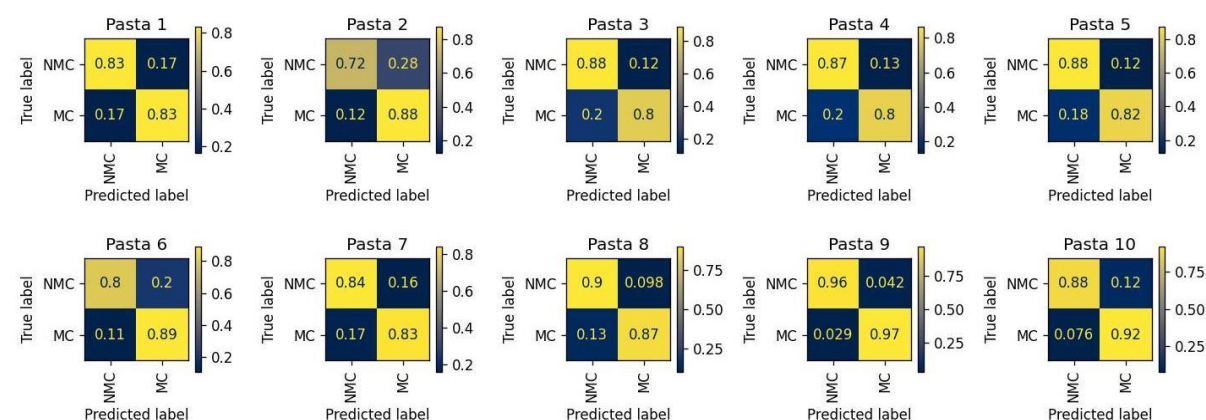 Pasta 1
True label
NMC 0.83 0.17
MC 0.17 0.83
NMC MC
Predicted label
0.8
0.6
0.4
0.2
Pasta 2
True label
NMC 0.72 0.28
MC 0.12 0.88
NMC MC
Predicted label
0.8
0.6
0.4
0.2
Pasta 3
True label
NMC 0.88 0.12
MC 0.2 0.8
NMC MC
Predicted label
0.8
0.6
0.4
0.2
Pasta 4
True label
NMC 0.87 0.13
MC 0.2 0.8
NMC MC
Predicted label
0.8
0.6
0.4
0.2
Pasta 5
True label
NMC 0.88 0.12
MC 0.18 0.82
NMC MC
Predicted label
0.8
0.6
0.4
0.2
Pasta 6
True label
NMC 0.8 0.2
MC 0.11 0.89
NMC MC
Predicted label
0.8
0.6
0.4
0.2
Pasta 7
True label
NMC 0.84 0.16
MC 0.17 0.83
NMC MC
Predicted label
0.8
0.6
0.4
0.2
Pasta 8
True label
NMC 0.9 0.098
MC 0.13 0.87
NMC MC
Predicted label
0.75
0.50
0.25
Pasta 9
True label
NMC 0.96 0.042
MC 0.029 0.97
NMC MC
Predicted label
0.75
0.50
0.25
Pasta 10
True label
NMC 0.88 0.12
MC 0.076 0.92
NMC MC
Predicted label
0.75
0.50
0.25